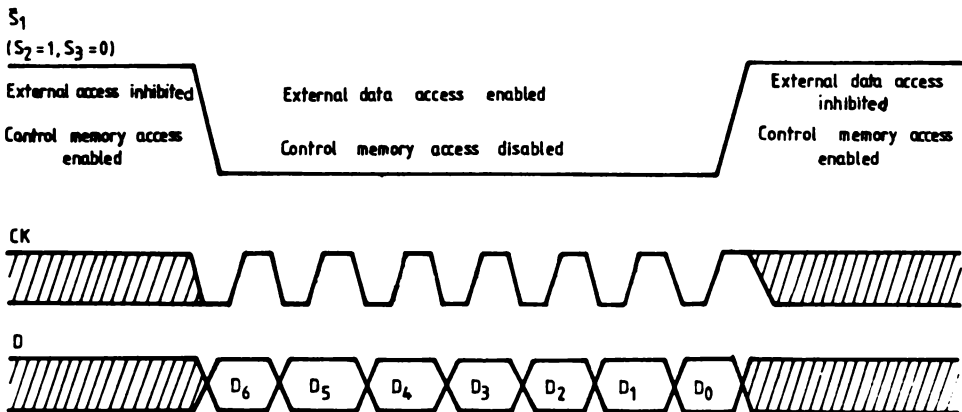 S̄₁
(S₂=1, S₃=0)
External access inhibited
Control memory access
enabled
External data access enabled
Control memory access disabled
External data access
inhibited
Control memory access
enabled
CK
D
D₆ D₅ D₄ D₃ D₂ D₁ D₀